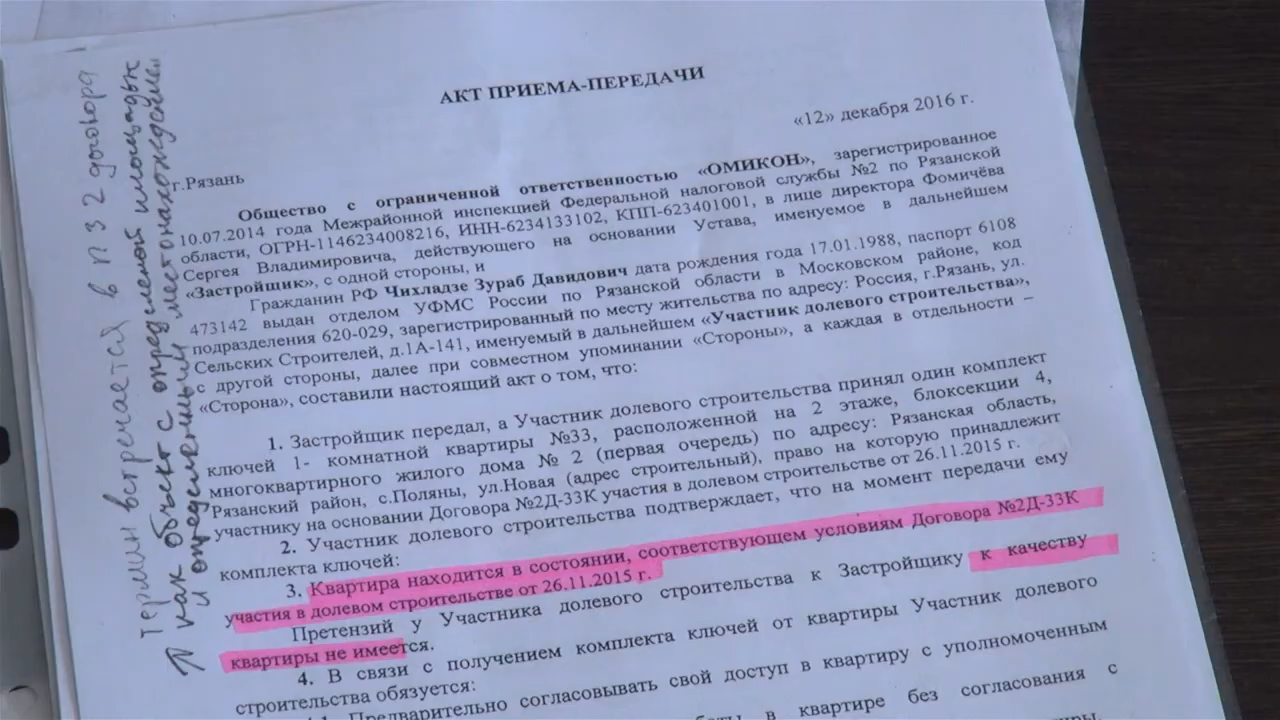 АКТ ПРИЕМА-ПЕРЕДАЧИ
«12» декабря 2016 г.
г.Рязань
Общество с ограниченной ответственностью «ОМИКОН», зарегистрированное
10.07.2014 года Межрайонной инспекцией Федеральной налоговой службы №2 по Рязанской
области, ОГРН-1146234008216, ИНН-6234133102, КПП-623401001, в лице директора Фомичёва
Сергея Владимировича, действующего на основании Устава, именуемое в дальнейшем
«Застройщик», с одной стороны, и
Гражданин РФ Чихладзе Зураб Давидович дата рождения года 17.01.1988, паспорт 6108
473142 выдан отделом УФМС России по Рязанской области в Московском районе, код
подразделения 620-029, зарегистрированный по месту жительства по адресу: Россия, г.Рязань, ул.
Сельских Строителей, д.1А-141, именуемый в дальнейшем «Участник долевого строительства»,
с другой стороны, далее при совместном упоминании «Стороны», а каждая в отдельности –
«Сторона», составили настоящий акт о том, что:
1. Застройщик передал, а Участник долевого строительства принял один комплект
ключей 1- комнатной квартиры №33, расположенной на 2 этаже, блоксекции 4,
многоквартирного жилого дома № 2 (первая очередь) по адресу: Рязанская область,
Рязанский район, с.Поляны, ул.Новая (адрес строительный), право на которую принадлежит
участнику на основании Договора №2Д-33К участия в долевом строительстве от 26.11.2015 г.
2. Участник долевого строительства подтверждает, что на момент передачи ему
комплекта ключей:
3. Квартира находится в состоянии, соответствующем условиям Договора №2Д-33К
участия в долевом строительстве от 26.11.2015 г.
Претензий у Участника долевого строительства к Застройщику к качеству
квартиры не имеется.
4. В связи с получением комплекта ключей от квартиры Участник долевого
строительства обязуется:
Предварительно согласовывать свой доступ в квартиру с уполномоченным
в квартире без согласования с
Термин встречается в п 3 2 договора
как объект с определемой площадью
и определенным местонахождением